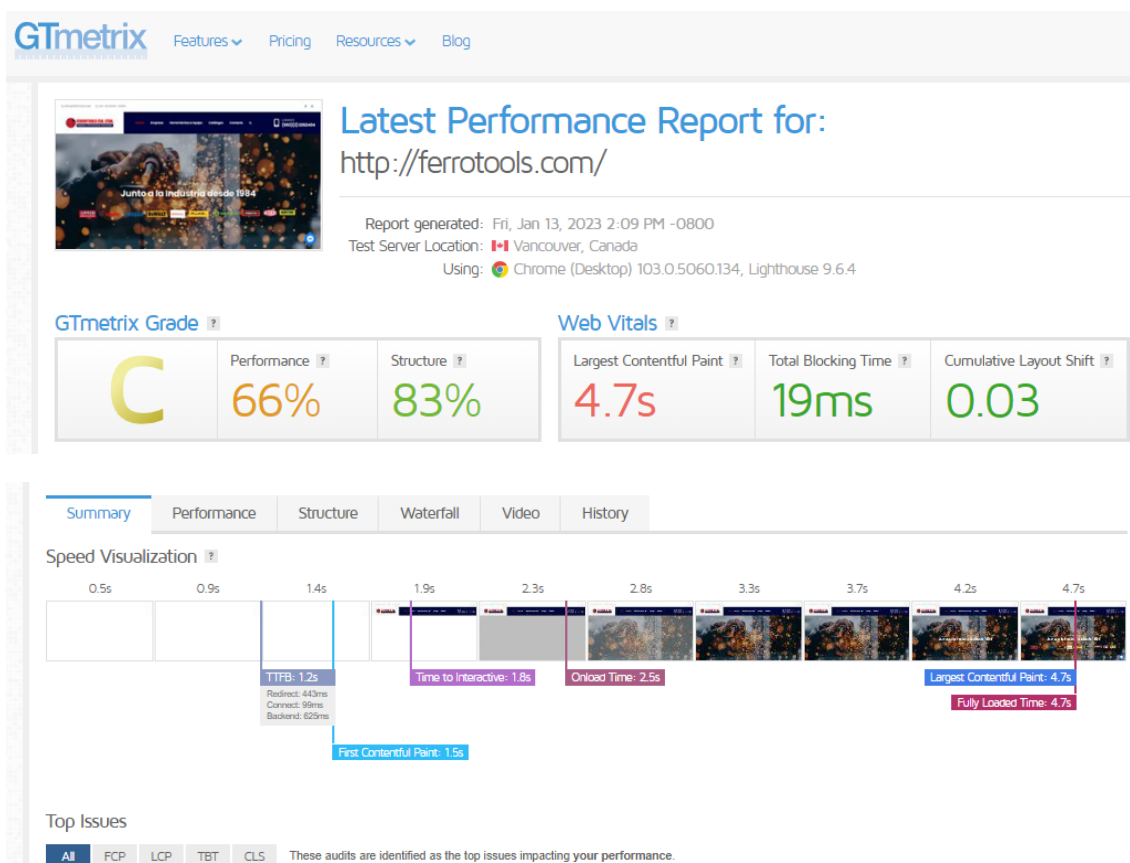 GTmetrix Features Pricing Resources Blog
Latest Performance Report for:
http://ferrotools.com/
Junto a la Industria desde 1984
Report generated: Fri, Jan 13, 2023 2:09 PM -0800
Test Server Location: Vancouver, Canada
Using: Chrome (Desktop) 103.0.5060.134, Lighthouse 9.6.4
GTmetrix Grade ?
Web Vitals ?
C
Performance ?
66%
Structure ?
83%
Largest Contentful Paint ?
4.7s
Total Blocking Time ?
19ms
Cumulative Layout Shift ?
0.03
Summary Performance Structure Waterfall Video History
Speed Visualization ?
0.5s 0.9s 1.4s 1.9s 2.3s 2.8s 3.3s 3.7s 4.2s 4.7s
TTFB: 1.2s
Redirect: 443ms
Connect: 99ms
Backend: 625ms
Time to Interactive: 1.8s
Onload Time: 2.5s
Largest Contentful Paint: 4.7s
Fully Loaded Time: 4.7s
First Contentful Paint: 1.5s
Top Issues
All FCP LCP TBT CLS These audits are identified as the top issues impacting your performance.